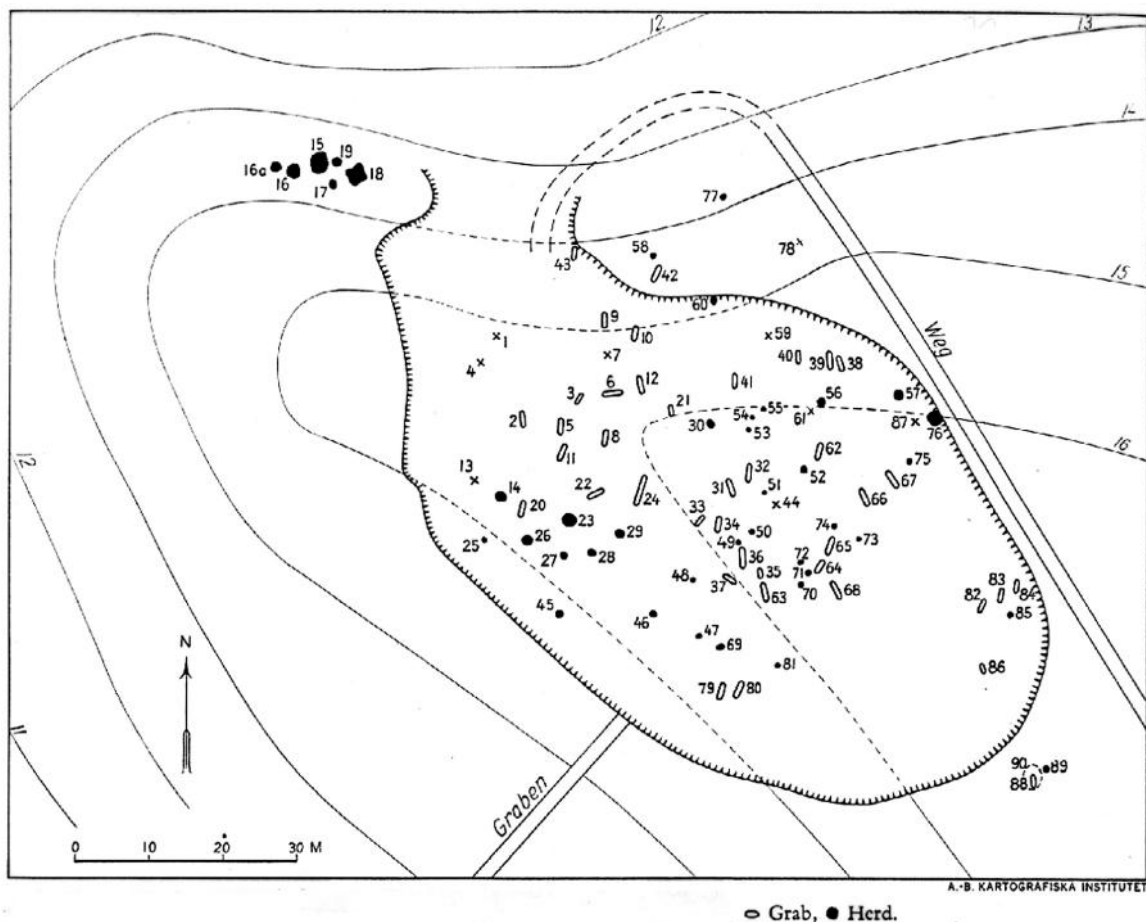 12
13
1-
15 19
16a 16 17 18
77
58 78
43 42 15
60
9
1 10 59
4 7
Weg
40 39 38
3 6 12 41
21 55 56 57
2 5 54 61
30 53 87 76
8
11 62 16
32 75
13 52
31 51 67
14 22 24 44 66
20 33
23 34 50 74
25 26 29 49 65 73
27 28 36 72
48 37 35 71 64
63 70 68 83
82 84
45 46 85
47
69
81
86
79 80
12
11
N
90 89
88
Graben
0 10 20 30 M
A.-B. KARTOGRAFISKA INSTITUTET
Grab, Herd.